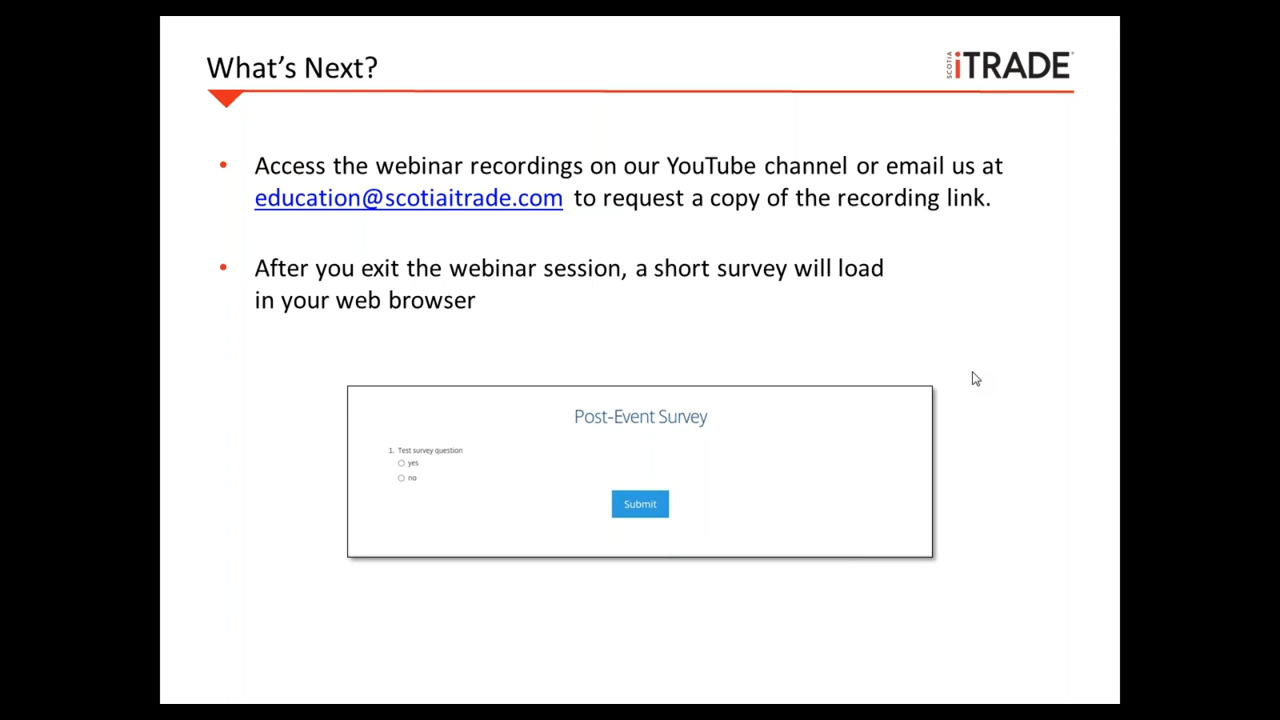 What's Next?
SCOTIA iTRADE
• Access the webinar recordings on our YouTube channel or email us at
education@scotiaitrade.com to request a copy of the recording link.
• After you exit the webinar session, a short survey will load
in your web browser
Post-Event Survey
1. Test survey question
yes
no
Submit